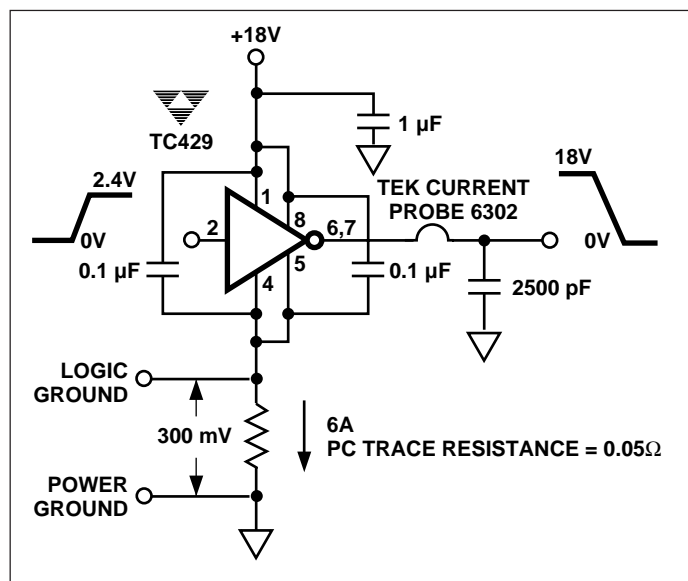 +18V
TC429
1 µF
2.4V
0V
18V
0V
TEK CURRENT
PROBE 6302
1
2
8
6,7
5
4
0.1 µF
0.1 µF
2500 pF
LOGIC
GROUND
300 mV
6A
PC TRACE RESISTANCE = 0.05Ω
POWER
GROUND